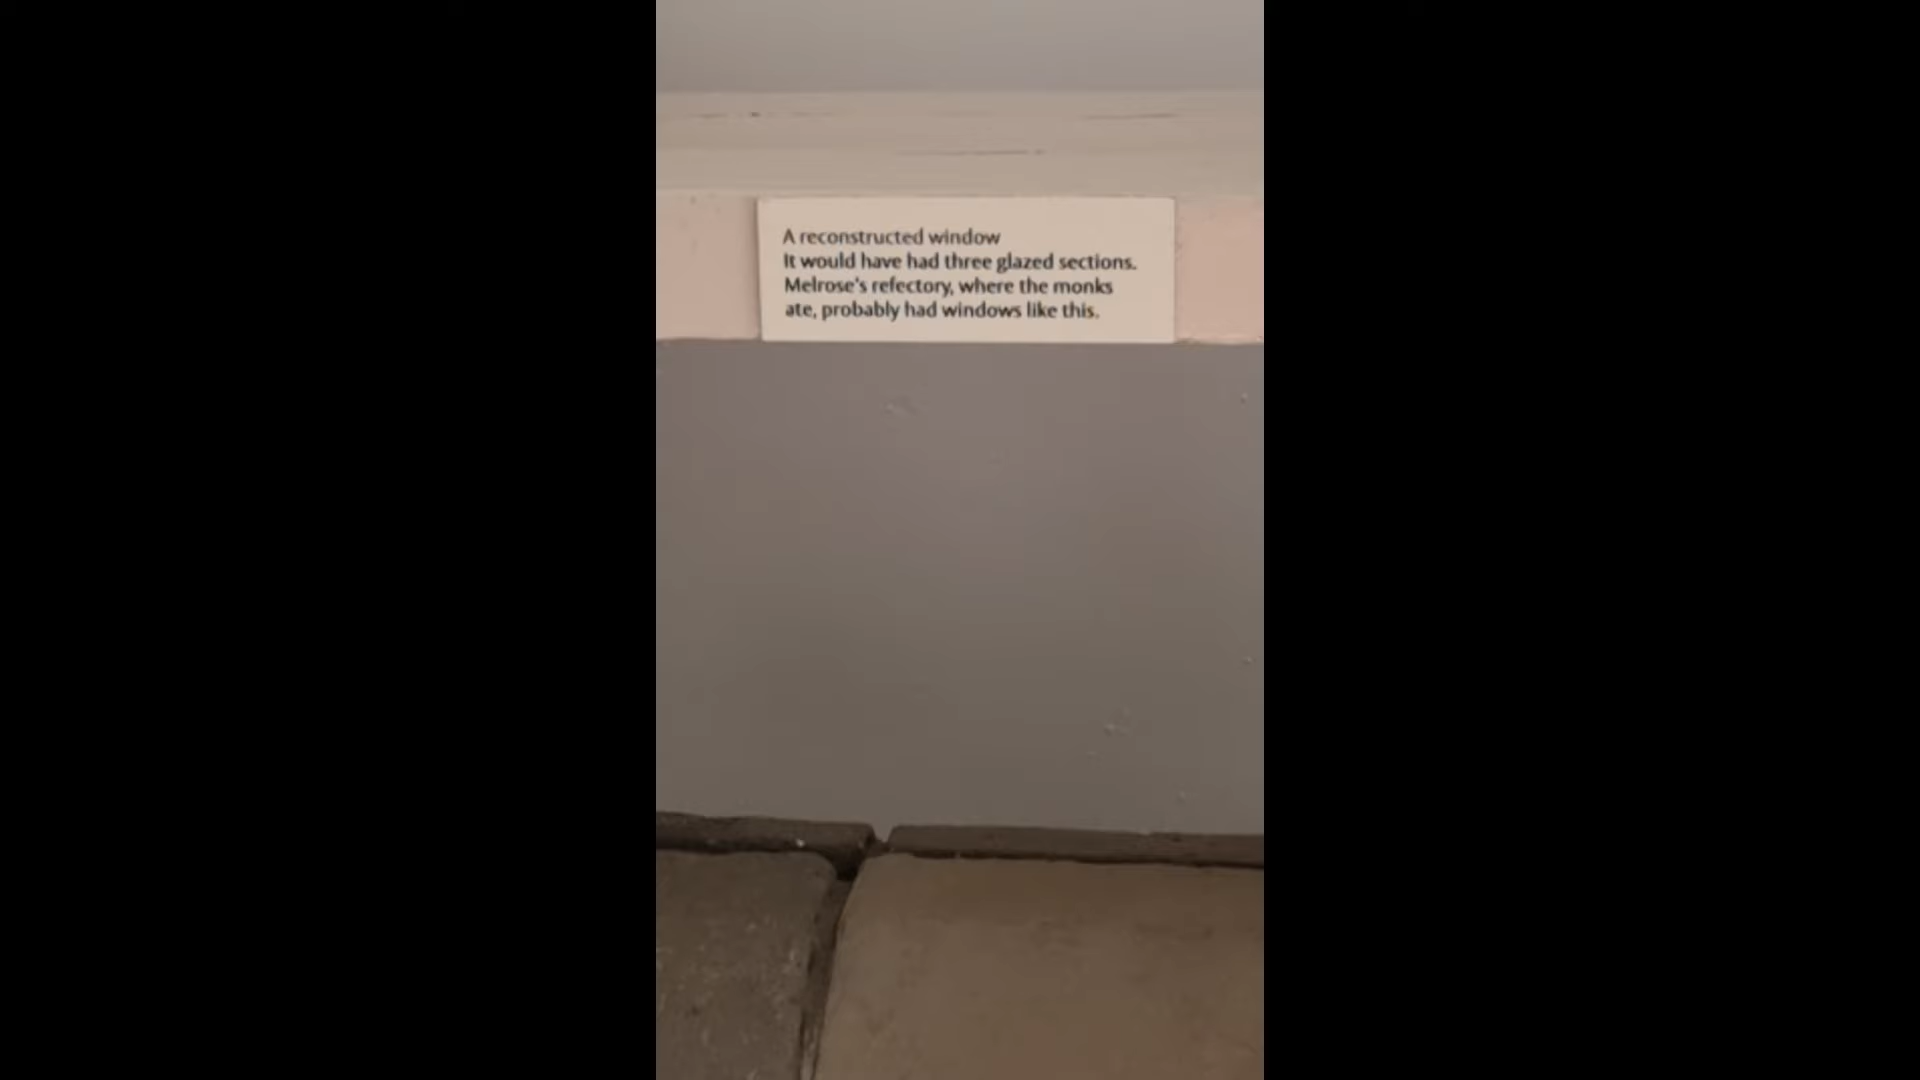 A reconstructed window
It would have had three glazed sections.
Melrose's refectory, where the monks
ate, probably had windows like this.